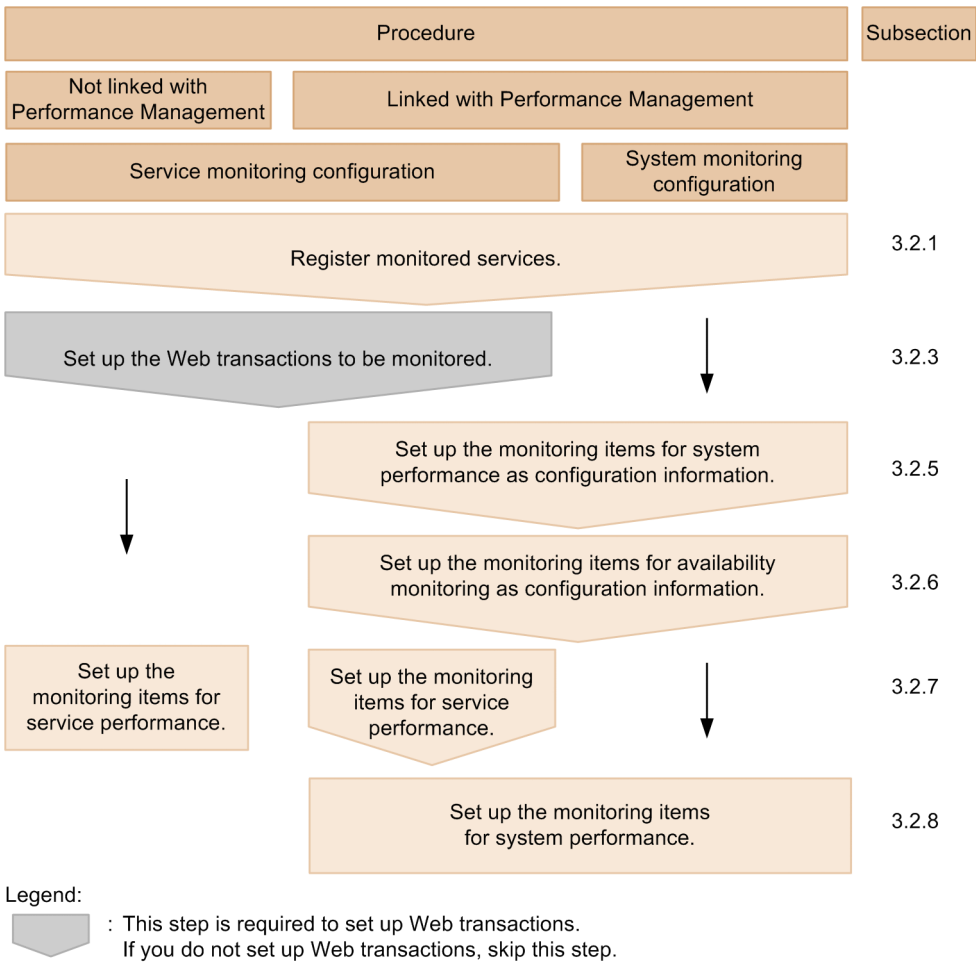 Procedure
Subsection
Not linked with
Performance Management
Linked with Performance Management
Service monitoring configuration
System monitoring
configuration
Register monitored services.
3.2.1
Set up the Web transactions to be monitored.
3.2.3
Set up the monitoring items for system
performance as configuration information.
3.2.5
Set up the monitoring items for availability
monitoring as configuration information.
3.2.6
Set up the
monitoring items for
service performance.
Set up the monitoring
items for service
performance.
3.2.7
Set up the monitoring items
for system performance.
3.2.8
Legend:
: This step is required to set up Web transactions.
If you do not set up Web transactions, skip this step.